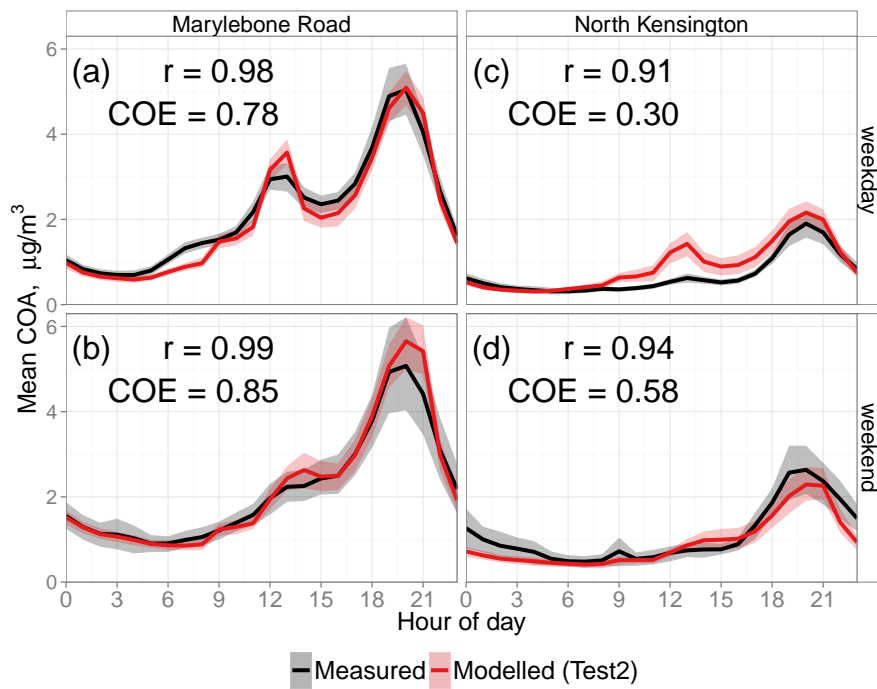 Marylebone Road
North Kensington
(a)
r = 0.98
COE = 0.78
(c)
r = 0.91
COE = 0.30
weekday
6
4
2
0
(b)
r = 0.99
COE = 0.85
(d)
r = 0.94
COE = 0.58
weekend
6
4
2
0
Mean COA, μg/m³
0 3 6 9 12 15 18 21 0 3 6 9 12 15 18 21
Hour of day
Measured Modelled (Test2)